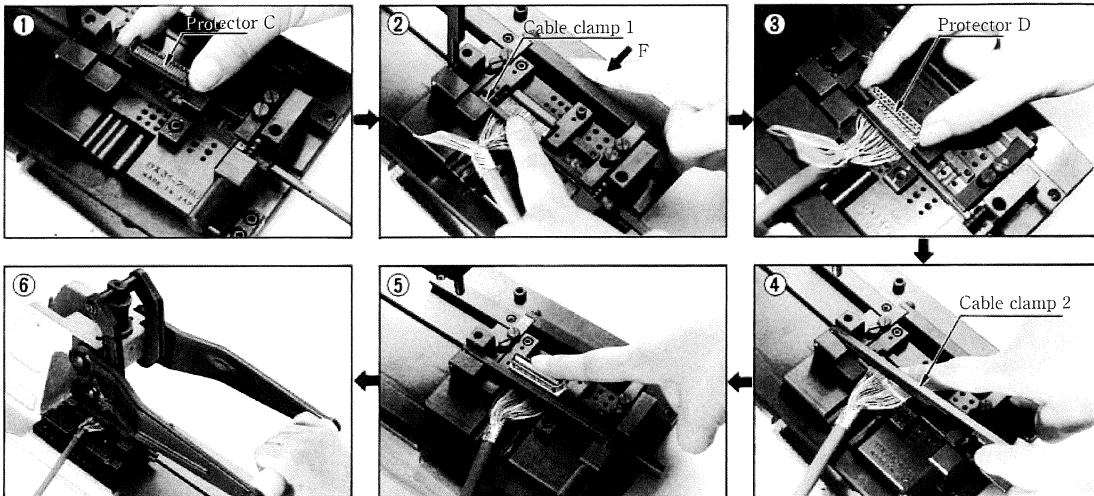 ①
Protector C
②
Cable clamp 1
F
③
Protector D
⑥
⑤
④
Cable clamp 2